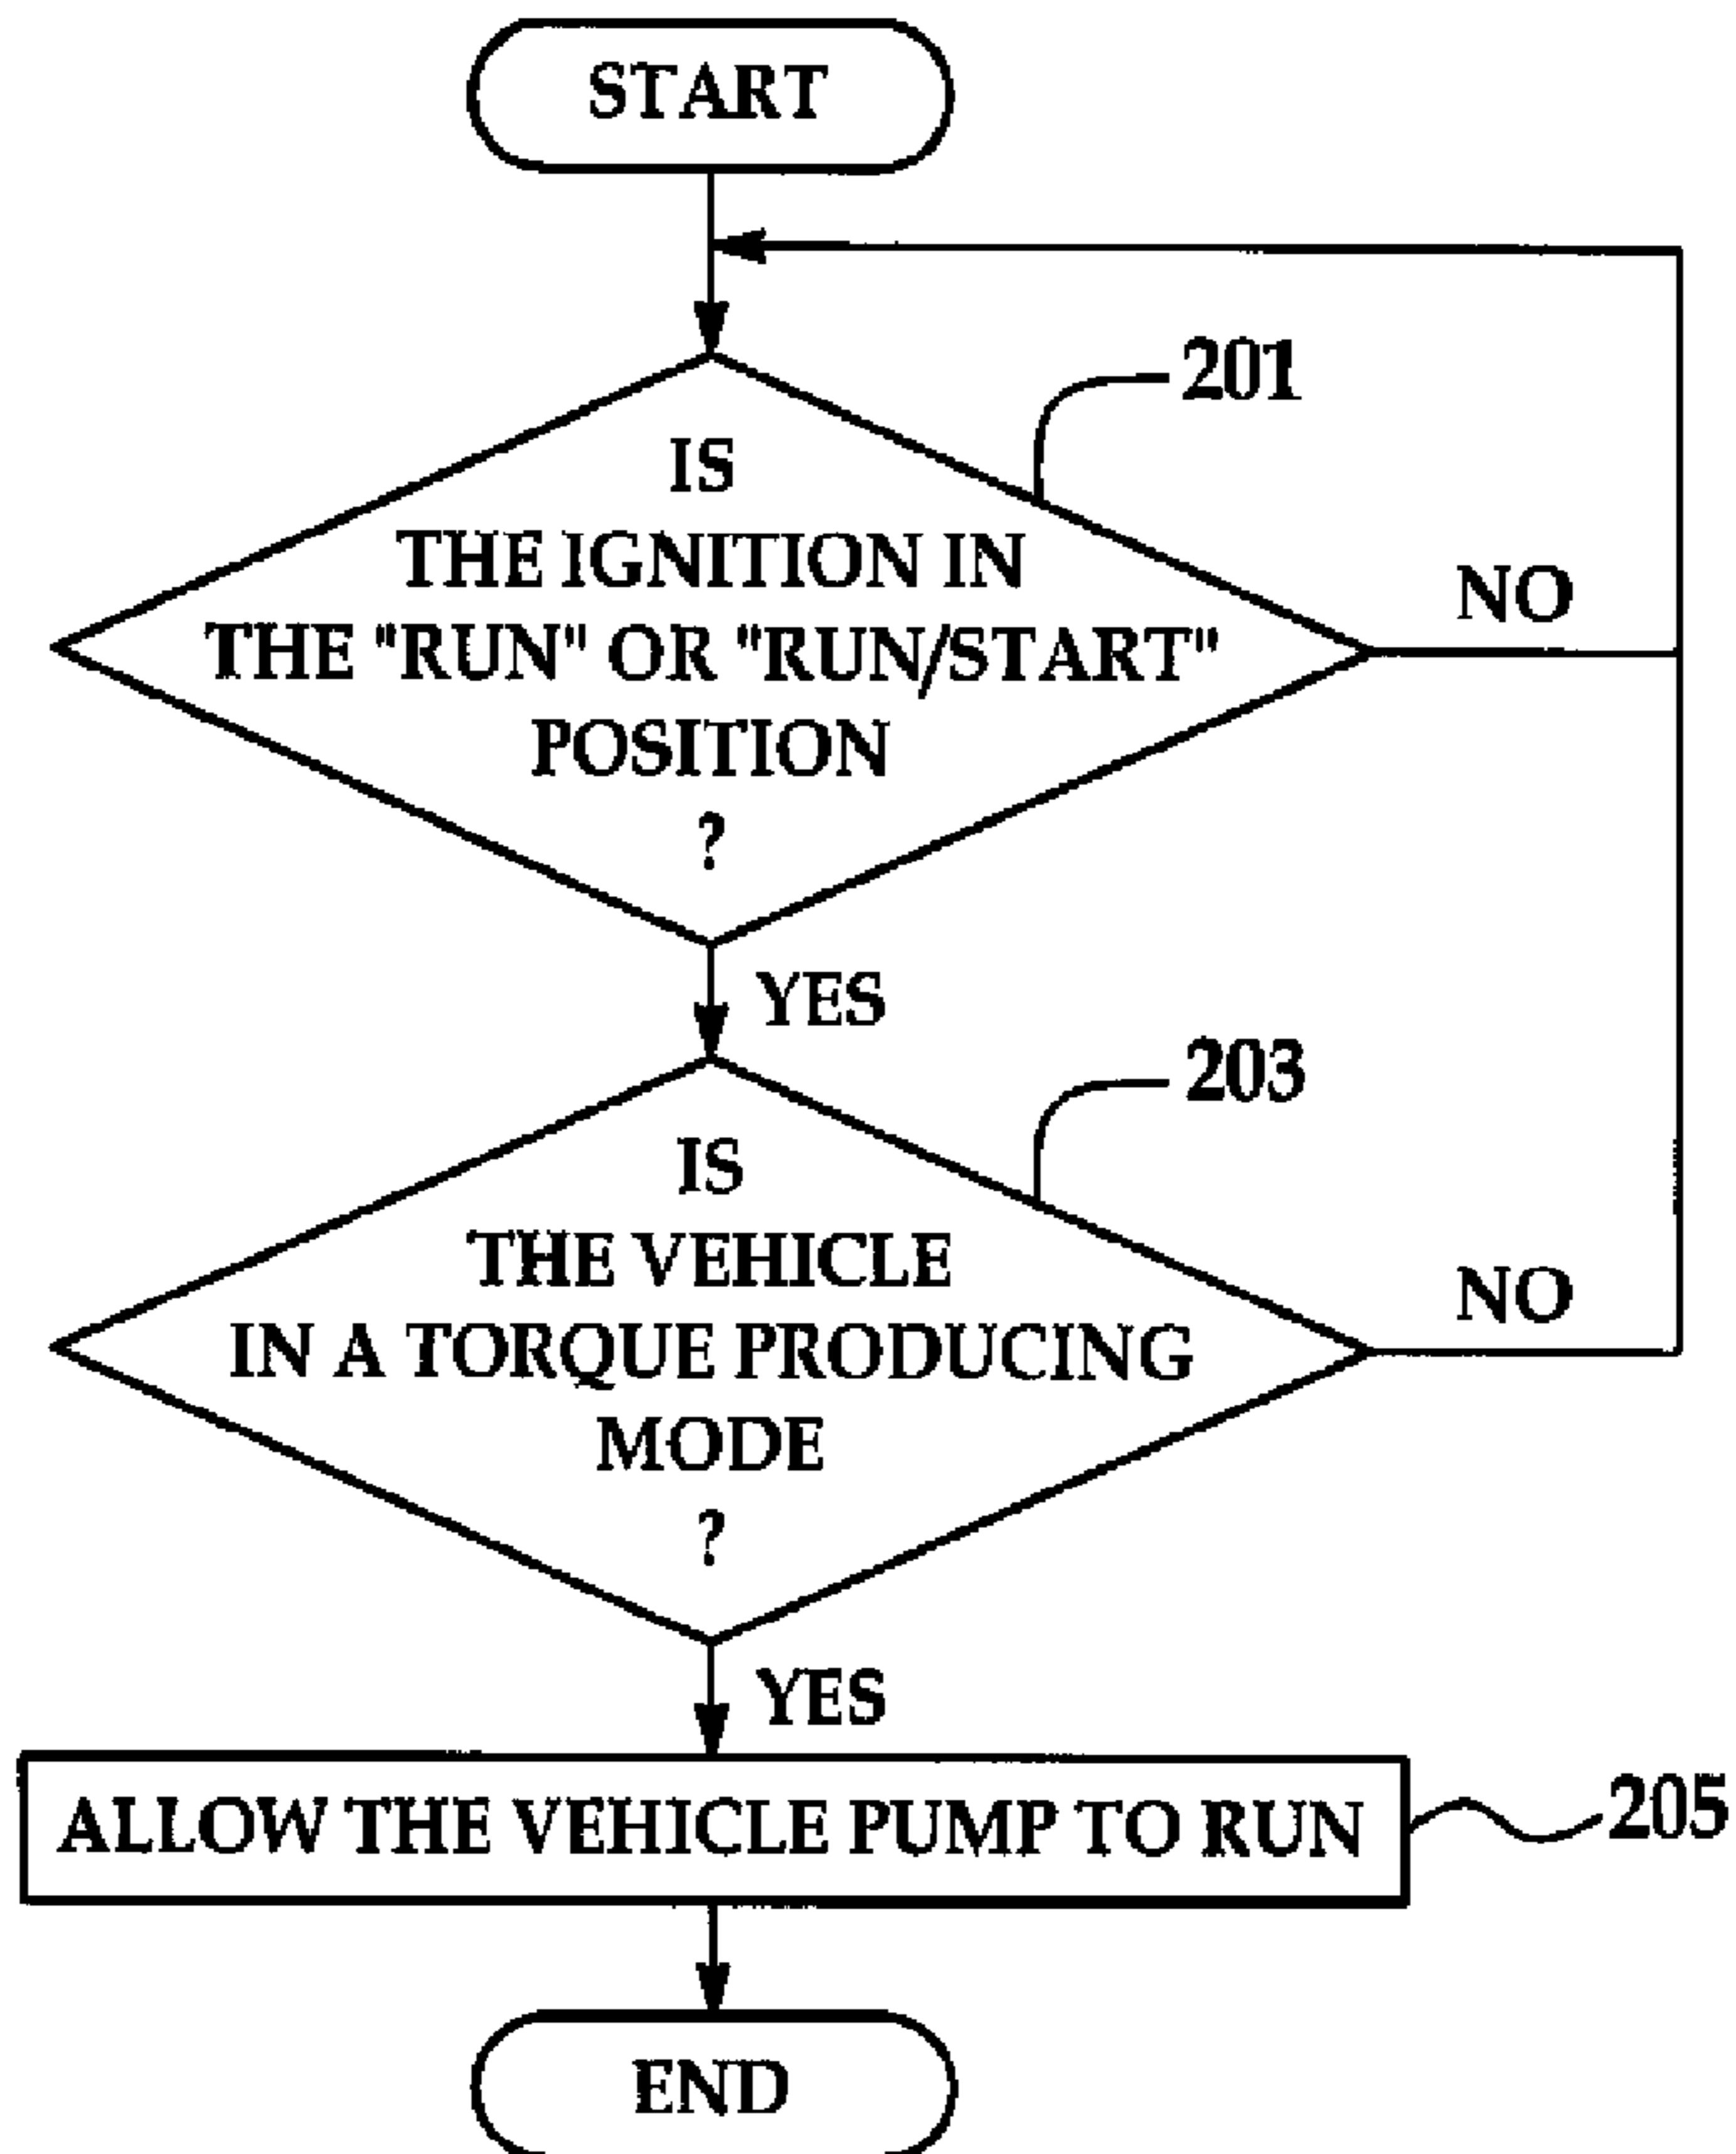 START
201
IS
THE IGNITION IN
THE "RUN" OR "RUN/START"
POSITION
?
NO
YES
203
IS
THE VEHICLE
IN A TORQUE PRODUCING
MODE
?
NO
YES
ALLOW THE VEHICLE PUMP TO RUN
205
END